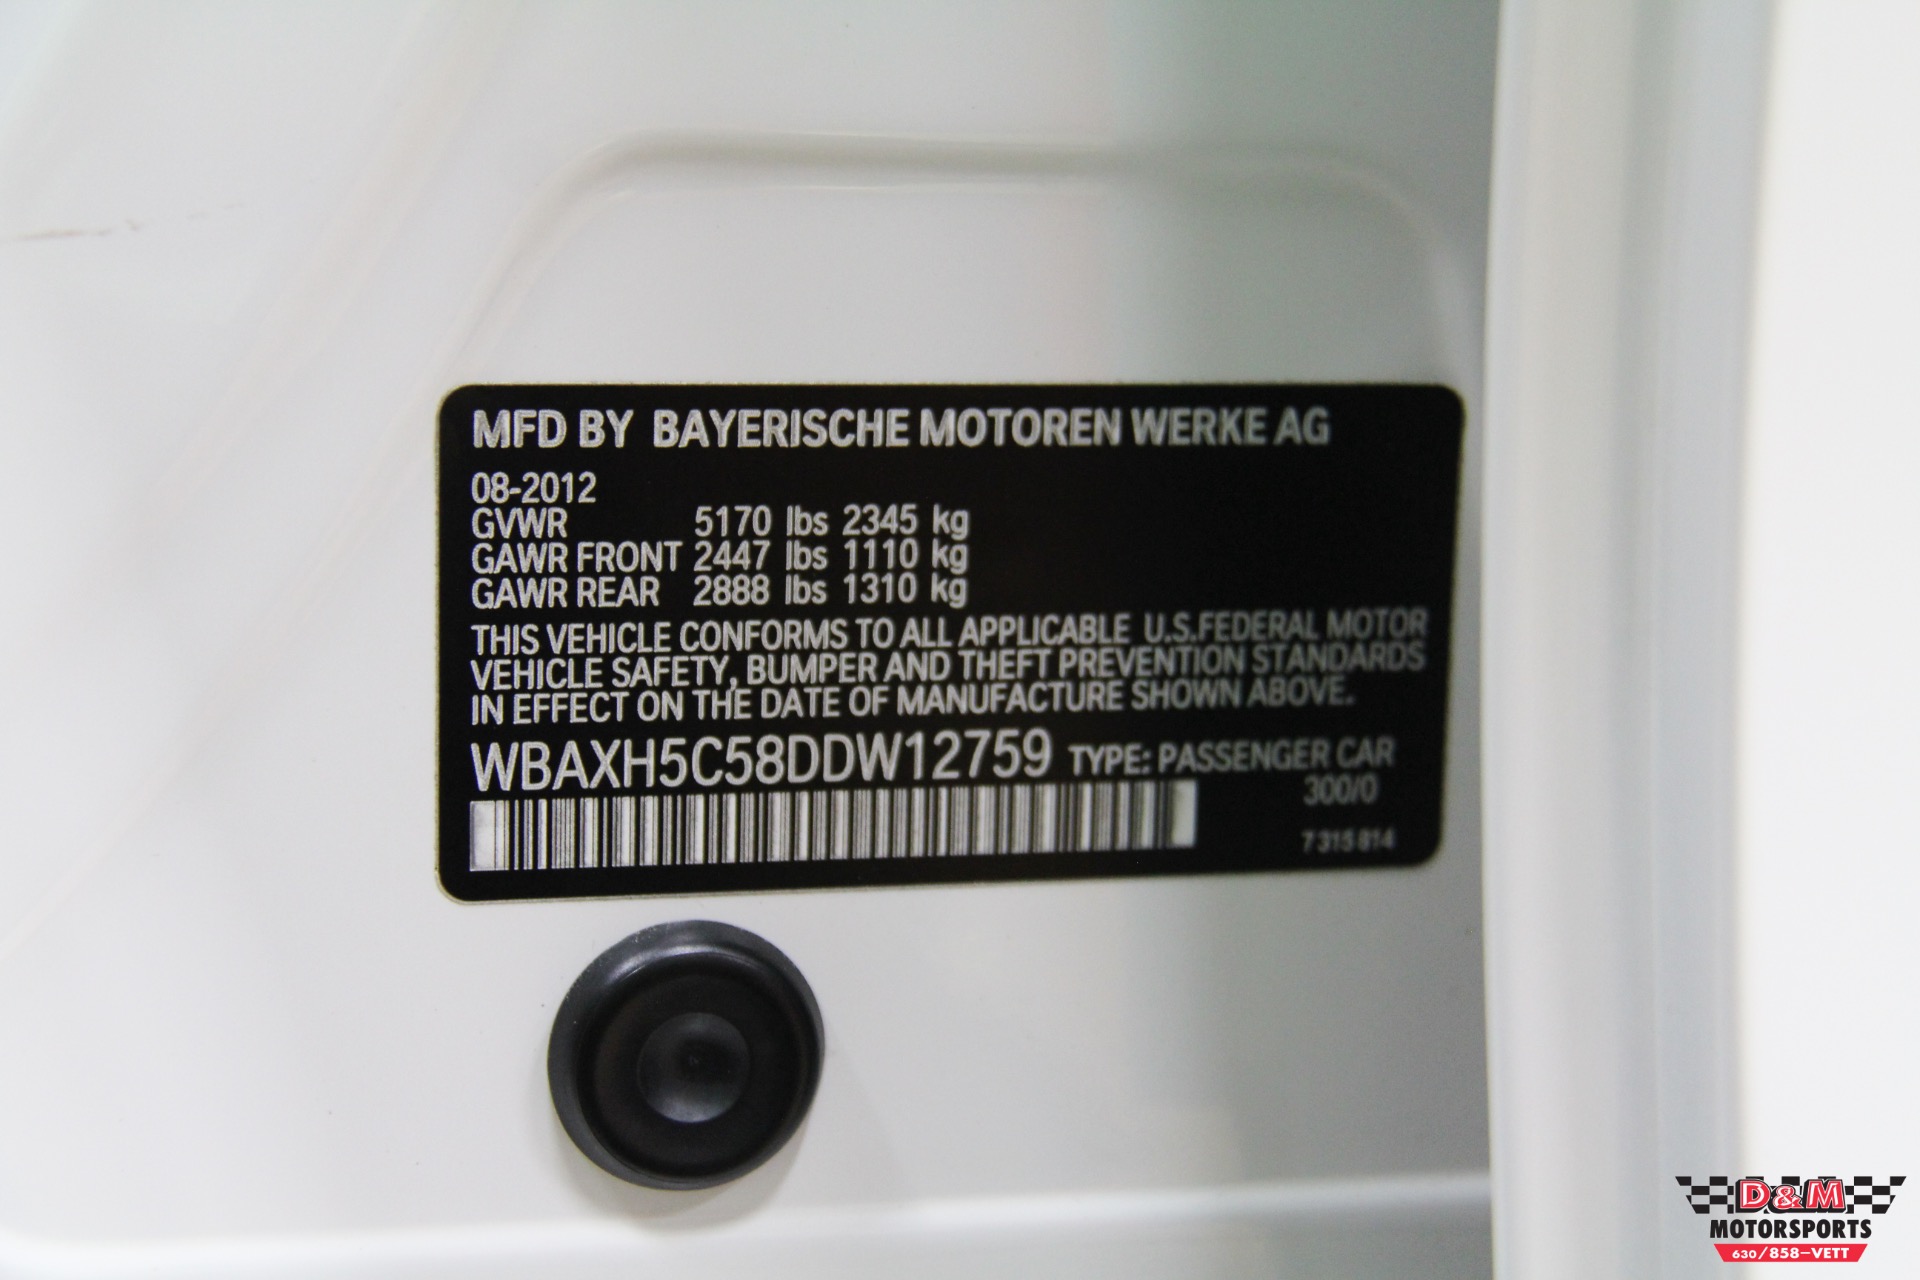 MFD BY BAYERISCHE MOTOREN WERKE AG
08-2012
GVWR 5170 lbs 2345 kg
GAWR FRONT 2447 lbs 1110 kg
GAWR REAR 2888 lbs 1310 kg
THIS VEHICLE CONFORMS TO ALL APPLICABLE U.S.FEDERAL MOTOR
VEHICLE SAFETY, BUMPER AND THEFT PREVENTION STANDARDS
IN EFFECT ON THE DATE OF MANUFACTURE SHOWN ABOVE.
WBAXH5C58DDW12759 TYPE: PASSENGER CAR
300/0
7 315 814
D&M
MOTORSPORTS
630/858-VETT